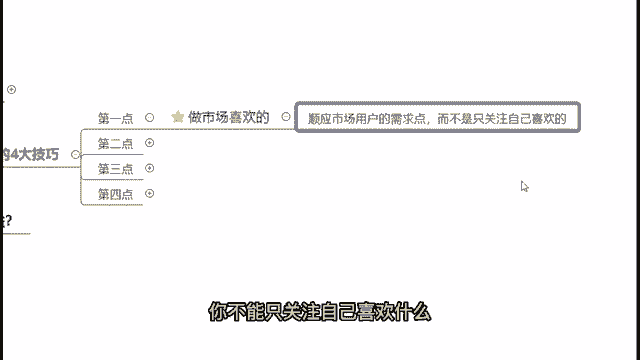 第一点
做市场喜欢的
顺应市场用户的需求点，而不是只关注自己喜欢的
第二点
的4大技巧
第三点
第四点
?
你不能只关注自己喜欢什么